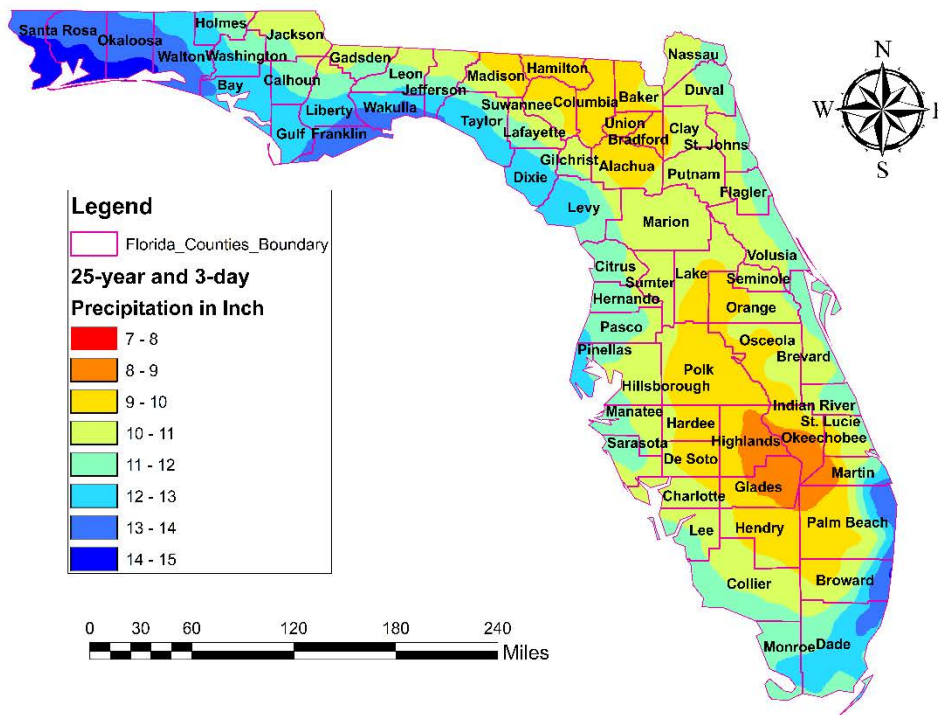 Holmes
Santa Rosa
Okaloosa
Jackson
Walton
Washington
Gadsden
Nassau
Hamilton
Madison
Leon
Calhoun
Bay
Jefferson
Duval
Baker
Columbia
Suwannee
Liberty
Wakulla
Taylor
Union
Clay
Gulf
Franklin
Lafayette
Bradford
St. Johns
Gilchrist
Alachua
Putnam
Dixie
Flagler
Levy
Marion
Volusia
Citrus
Lake
Sumter
Seminole
Hernando
Orange
Pasco
Osceola
Pinellas
Brevard
Polk
Hillsborough
Indian River
Manatee
Hardee
St. Lucie
Highlands
Okeechobee
Sarasota
De Soto
Martin
Glades
Charlotte
Palm Beach
Hendry
Lee
Collier
Broward
Monroe
Dade
N
W
E
S
Legend
Florida_Counties_Boundary
25-year and 3-day
Precipitation in Inch
7 - 8
8 - 9
9 - 10
10 - 11
11 - 12
12 - 13
13 - 14
14 - 15
0 30 60 120 180 240
Miles